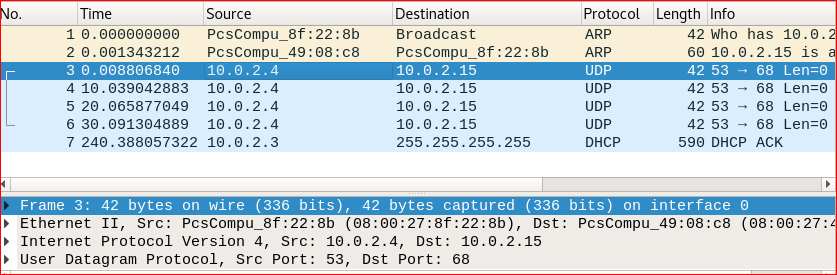 No. Time Source Destination Protocol Length Info
1 0.000000000 PcsCompu_8f:22:8b Broadcast ARP 42 Who has 10.0.2
2 0.001343212 PcsCompu_49:08:c8 PcsCompu_8f:22:8b ARP 60 10.0.2.15 is a
3 0.008806840 10.0.2.4 10.0.2.15 UDP 42 53 → 68 Len=0
4 10.039042883 10.0.2.4 10.0.2.15 UDP 42 53 → 68 Len=0
5 20.065877049 10.0.2.4 10.0.2.15 UDP 42 53 → 68 Len=0
6 30.091304889 10.0.2.4 10.0.2.15 UDP 42 53 → 68 Len=0
7 240.388057322 10.0.2.3 255.255.255.255 DHCP 590 DHCP ACK
Frame 3: 42 bytes on wire (336 bits), 42 bytes captured (336 bits) on interface 0
Ethernet II, Src: PcsCompu_8f:22:8b (08:00:27:8f:22:8b), Dst: PcsCompu_49:08:c8 (08:00:27:4
Internet Protocol Version 4, Src: 10.0.2.4, Dst: 10.0.2.15
User Datagram Protocol, Src Port: 53, Dst Port: 68